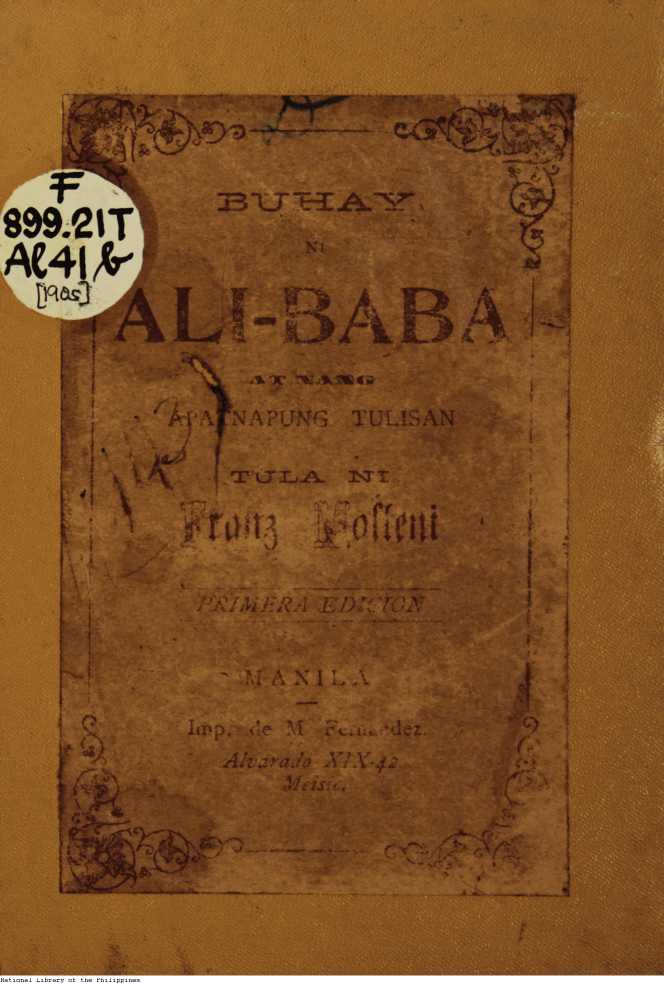 F
899.21T
Al41b
[1905]
BUHAY
NI
ALI-BABA
AT NANG
APATNAPUNG TULISAN
TULA NI
Franz
PRIMERA EDICION
MANILA
Imp. de M Fernandez.
Alvarado XIX-42
Meisic.
National Library of the Philippines